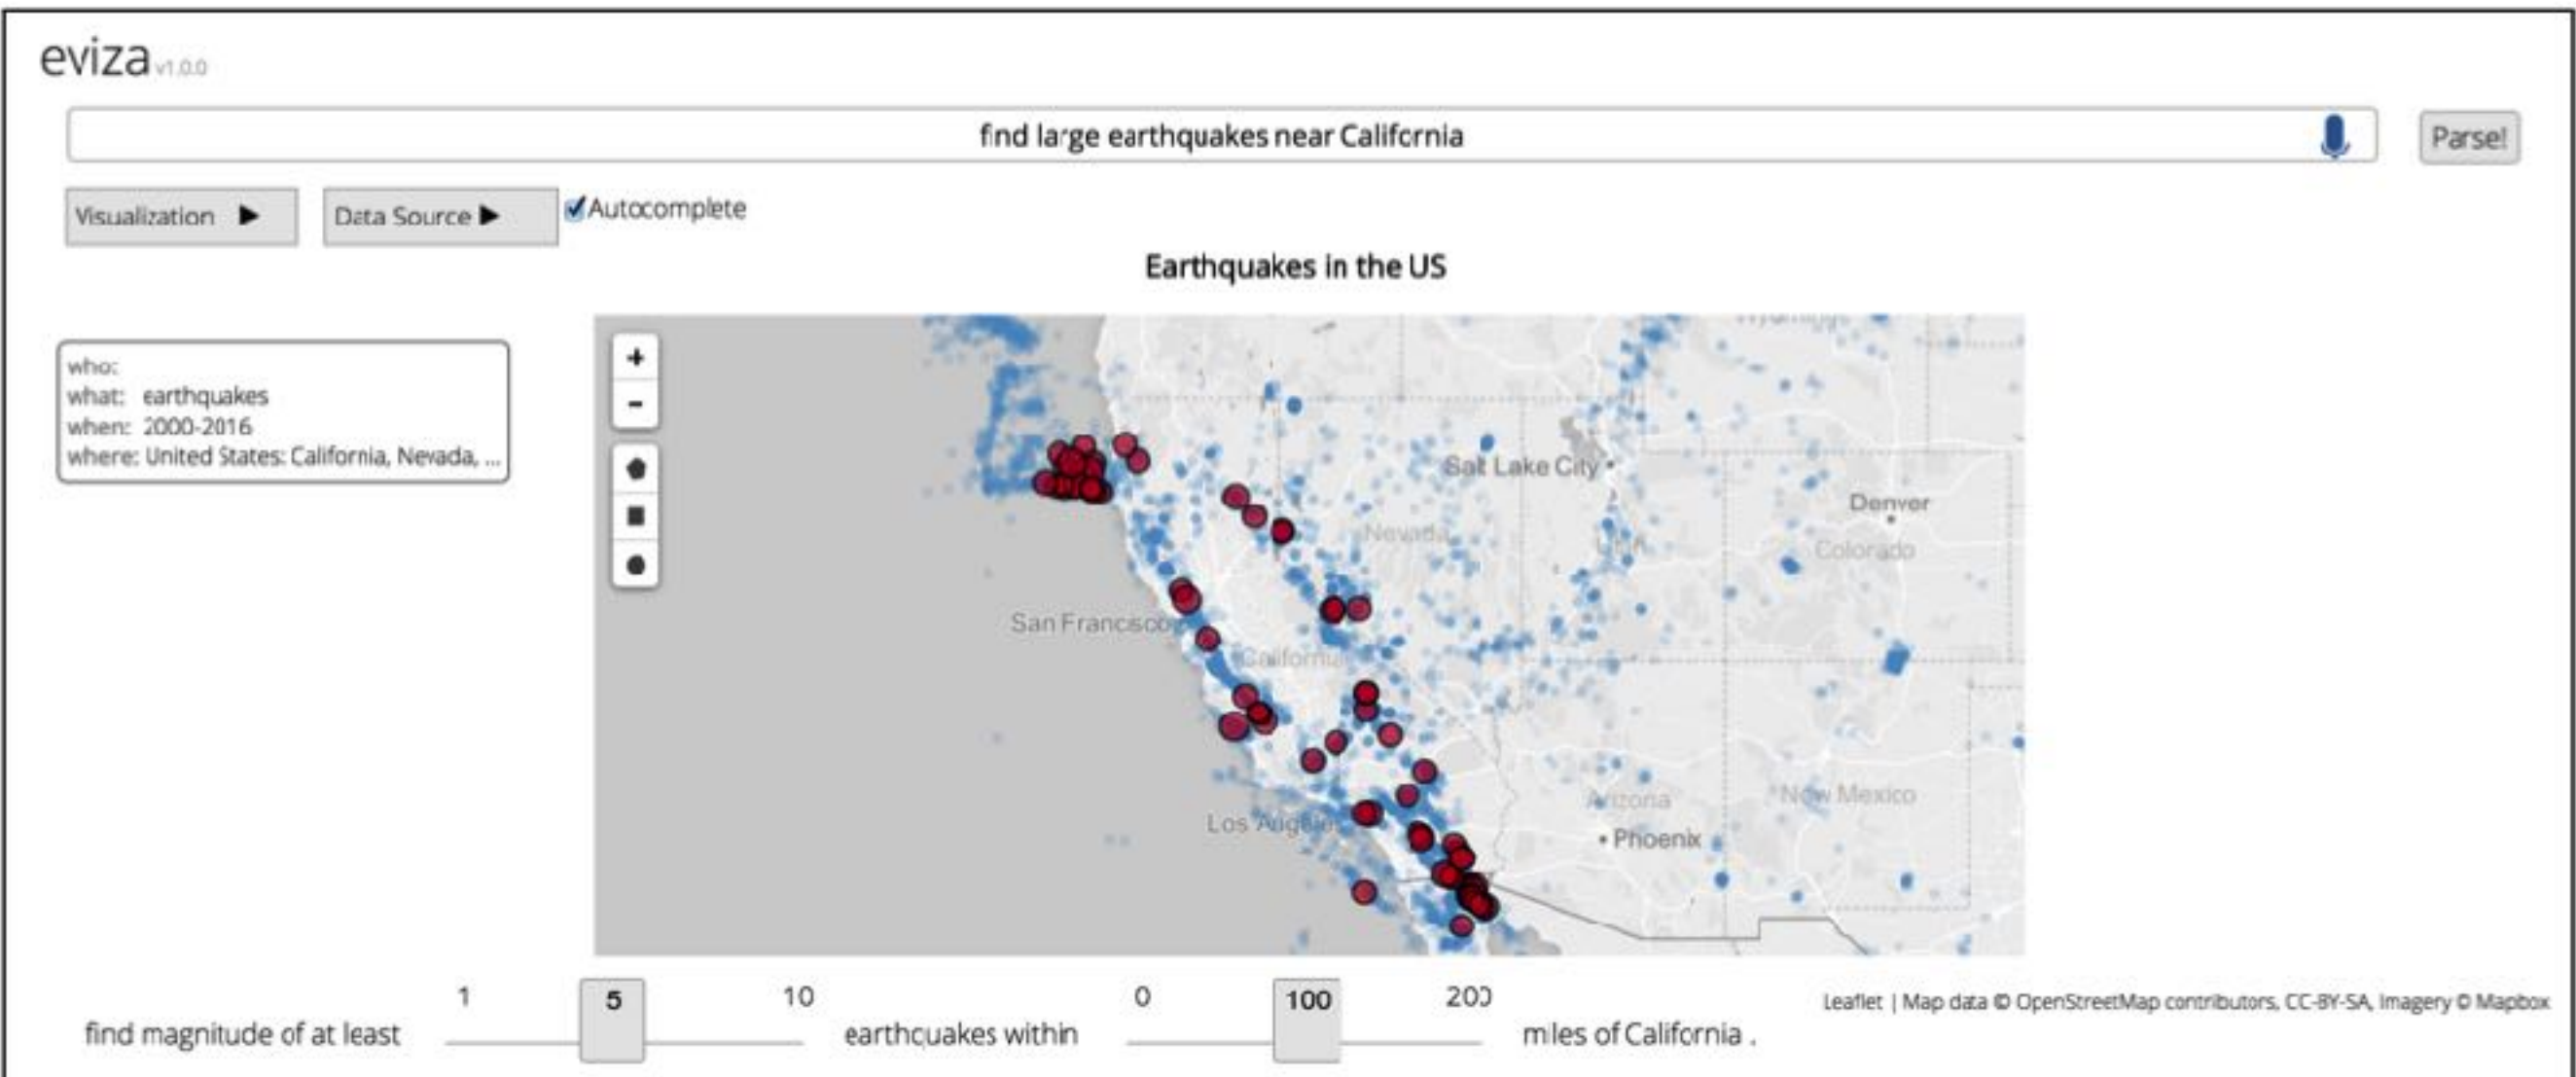 eviza v1.0.0
find large earthquakes near California
Parse!
Visualization
Data Source
Autocomplete
Earthquakes in the US
who:
what: earthquakes
when: 2000-2016
where: United States: California, Nevada, ...
+
-
Wyoming
Salt Lake City
Denver
Nevada
Utah
Colorado
San Francisco
California
Arizona
New Mexico
Los Angeles
Phoenix
1 5 10
0 100 200
Leaflet | Map data © OpenStreetMap contributors, CC-BY-SA, Imagery © Mapbox
find magnitude of at least earthquakes within miles of California .